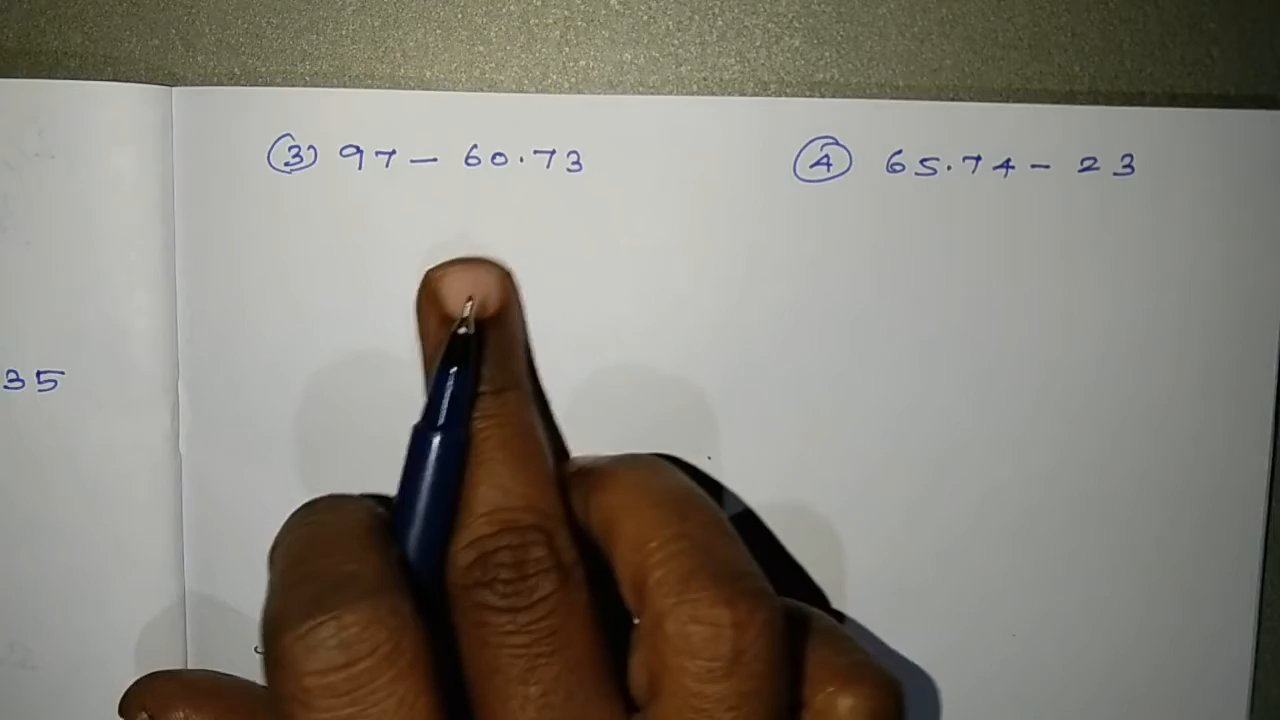 ③ 97 - 60.73
④ 65.74 - 23
35